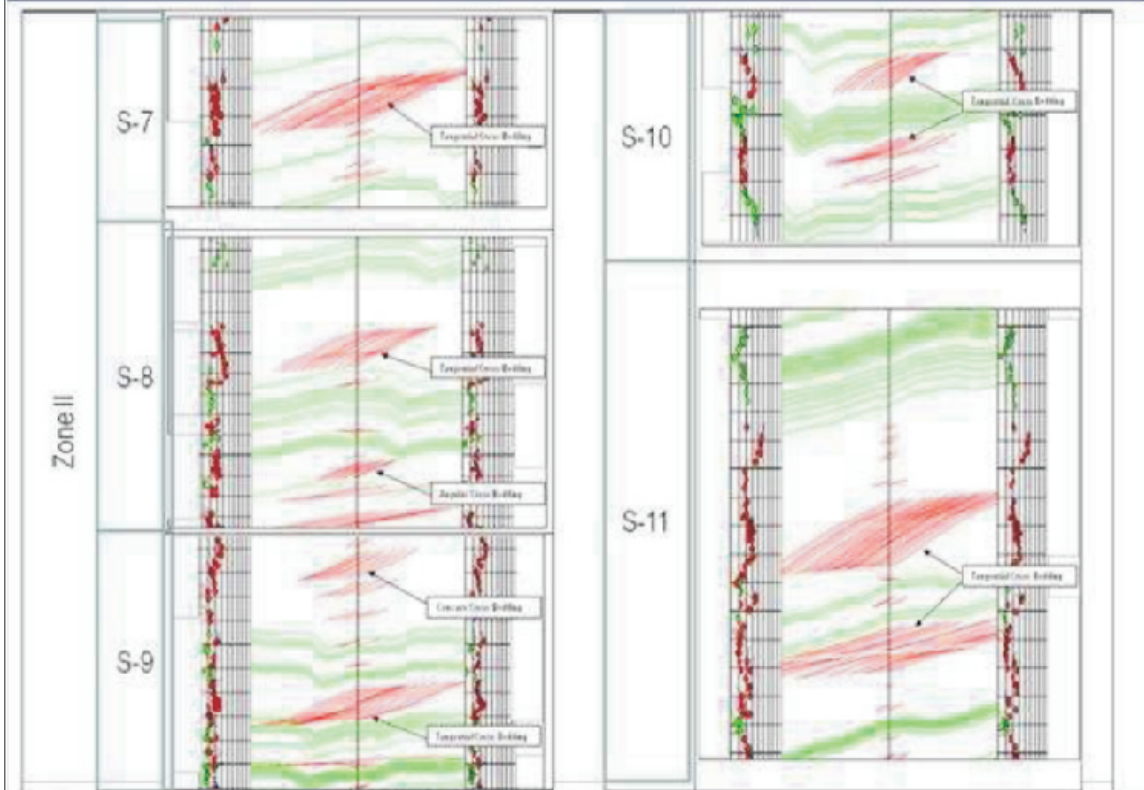 Zone II
S-7
Tangential Cross Bedding
S-8
Tangential Cross Bedding
Angular Cross Bedding
S-9
Concave Cross Bedding
Tangential Cross Bedding
S-10
Tangential Cross Bedding
S-11
Tangential Cross Bedding